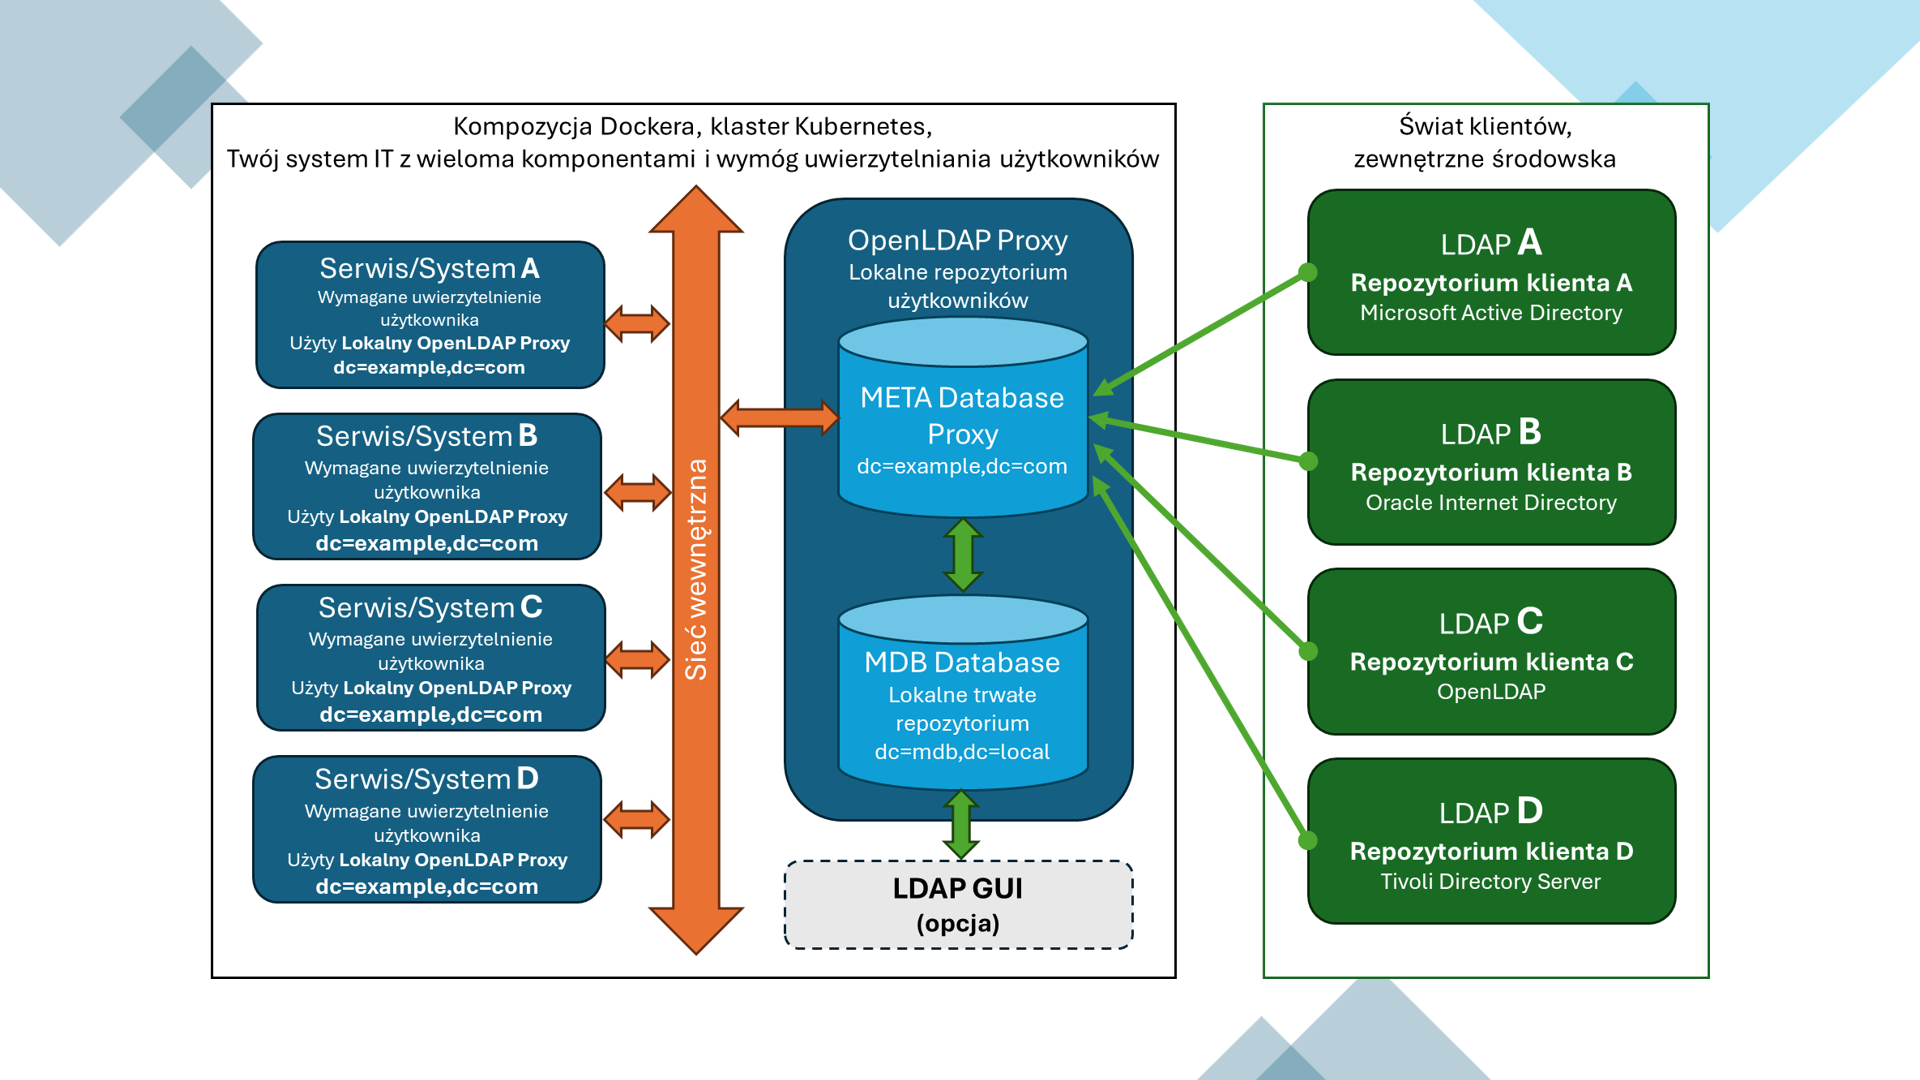 Kompozycja Dockera, klaster Kubernetes,
Twój system IT z wieloma komponentami i wymóg uwierzytelniania użytkowników
Serwis/System A
Wymagane uwierzytelnienie
użytkownika
Użyty Lokalny OpenLDAP Proxy
dc=example,dc=com
Serwis/System B
Wymagane uwierzytelnienie
użytkownika
Użyty Lokalny OpenLDAP Proxy
dc=example,dc=com
Serwis/System C
Wymagane uwierzytelnienie
użytkownika
Użyty Lokalny OpenLDAP Proxy
dc=example,dc=com
Serwis/System D
Wymagane uwierzytelnienie
użytkownika
Użyty Lokalny OpenLDAP Proxy
dc=example,dc=com
Sieć wewnętrzna
OpenLDAP Proxy
Lokalne repozytorium
użytkowników
META Database
Proxy
dc=example,dc=com
MDB Database
Lokalne trwałe
repozytorium
dc=mdb,dc=local
LDAP GUI
(opcja)
Świat klientów,
zewnętrzne środowska
LDAP A
Repozytorium klienta A
Microsoft Active Directory
LDAP B
Repozytorium klienta B
Oracle Internet Directory
LDAP C
Repozytorium klienta C
OpenLDAP
LDAP D
Repozytorium klienta D
Tivoli Directory Server